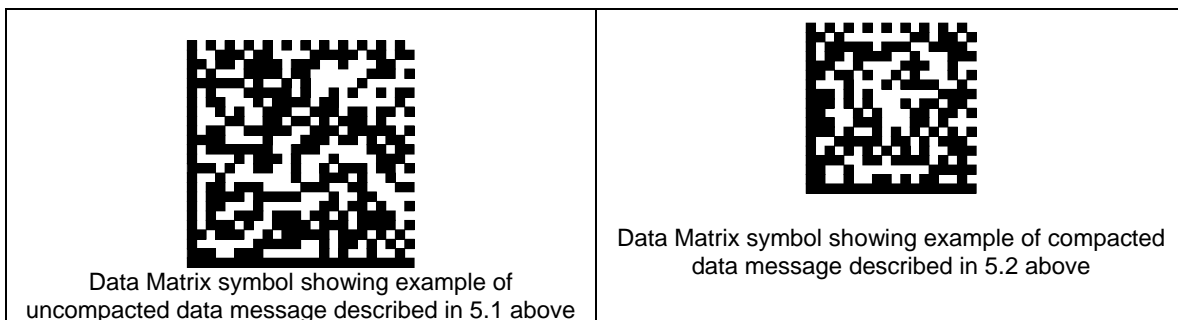 Data Matrix symbol showing example of
uncompacted data message described in 5.1 above
Data Matrix symbol showing example of compacted
data message described in 5.2 above